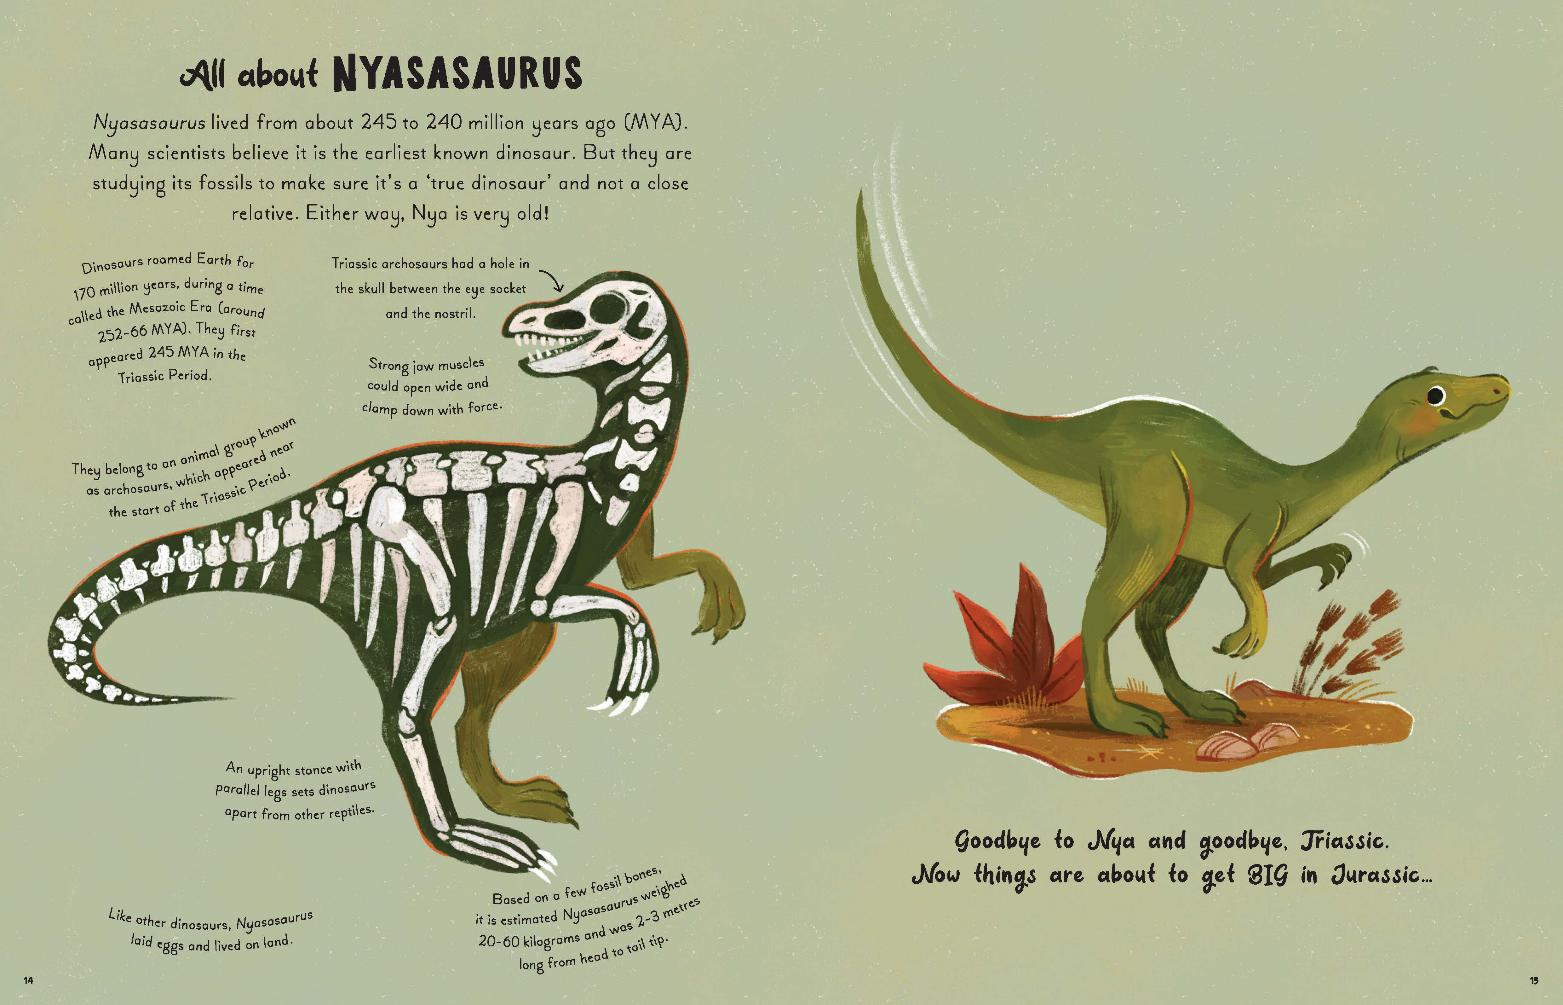 All about NYASASAURUS
Nyasasaurus lived from about 245 to 240 million years ago (MYA).
Many scientists believe it is the earliest known dinosaur. But they are
studying its fossils to make sure it's a ‘true dinosaur’ and not a close
relative. Either way, Nya is very old!
Dinosaurs roamed Earth for
170 million years, during a time
called the Mesozoic Era (around
252-66 MYA). They first
appeared 245 MYA in the
Triassic Period.
Triassic archosaurs had a hole in
the skull between the eye socket
and the nostril.
Strong jaw muscles
could open wide and
clamp down with force.
They belong to an animal group known
as archosaurs, which appeared near
the start of the Triassic Period.
An upright stance with
parallel legs sets dinosaurs
apart from other reptiles.
Like other dinosaurs, Nyasasaurus
laid eggs and lived on land.
Based on a few fossil bones,
it is estimated Nyasasaurus weighed
20-60 kilograms and was 2-3 metres
long from head to tail tip.
14
Goodbye to Nya and goodbye, Triassic.
Now things are about to get BIG in Jurassic...
15